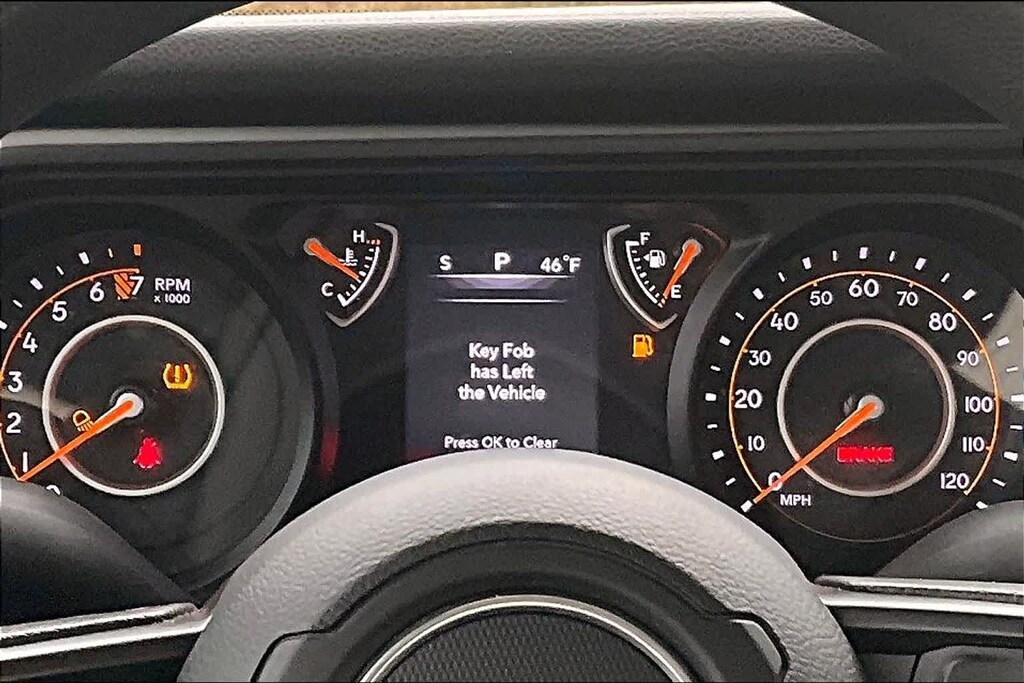 H
C
F
E
S P 46°F
Key Fob
has Left
the Vehicle
Press OK to Clear
RPM
x 1000
1
2
3
4
5
6
7
0
10
20
30
40
50
60
70
80
90
100
110
120
MPH
BRAKE